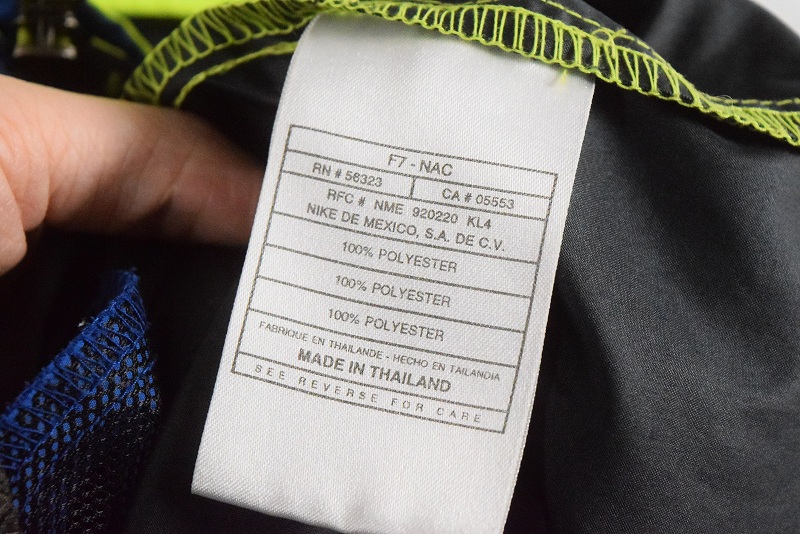 F7 - NAC
RN # 56323 CA # 05553
RFC # NME 920220 KL4
NIKE DE MEXICO, S.A. DE C.V.
100% POLYESTER
100% POLYESTER
100% POLYESTER
FABRIQUE EN THAILANDE - HECHO EN TAILANDIA
MADE IN THAILAND
SEE REVERSE FOR CARE